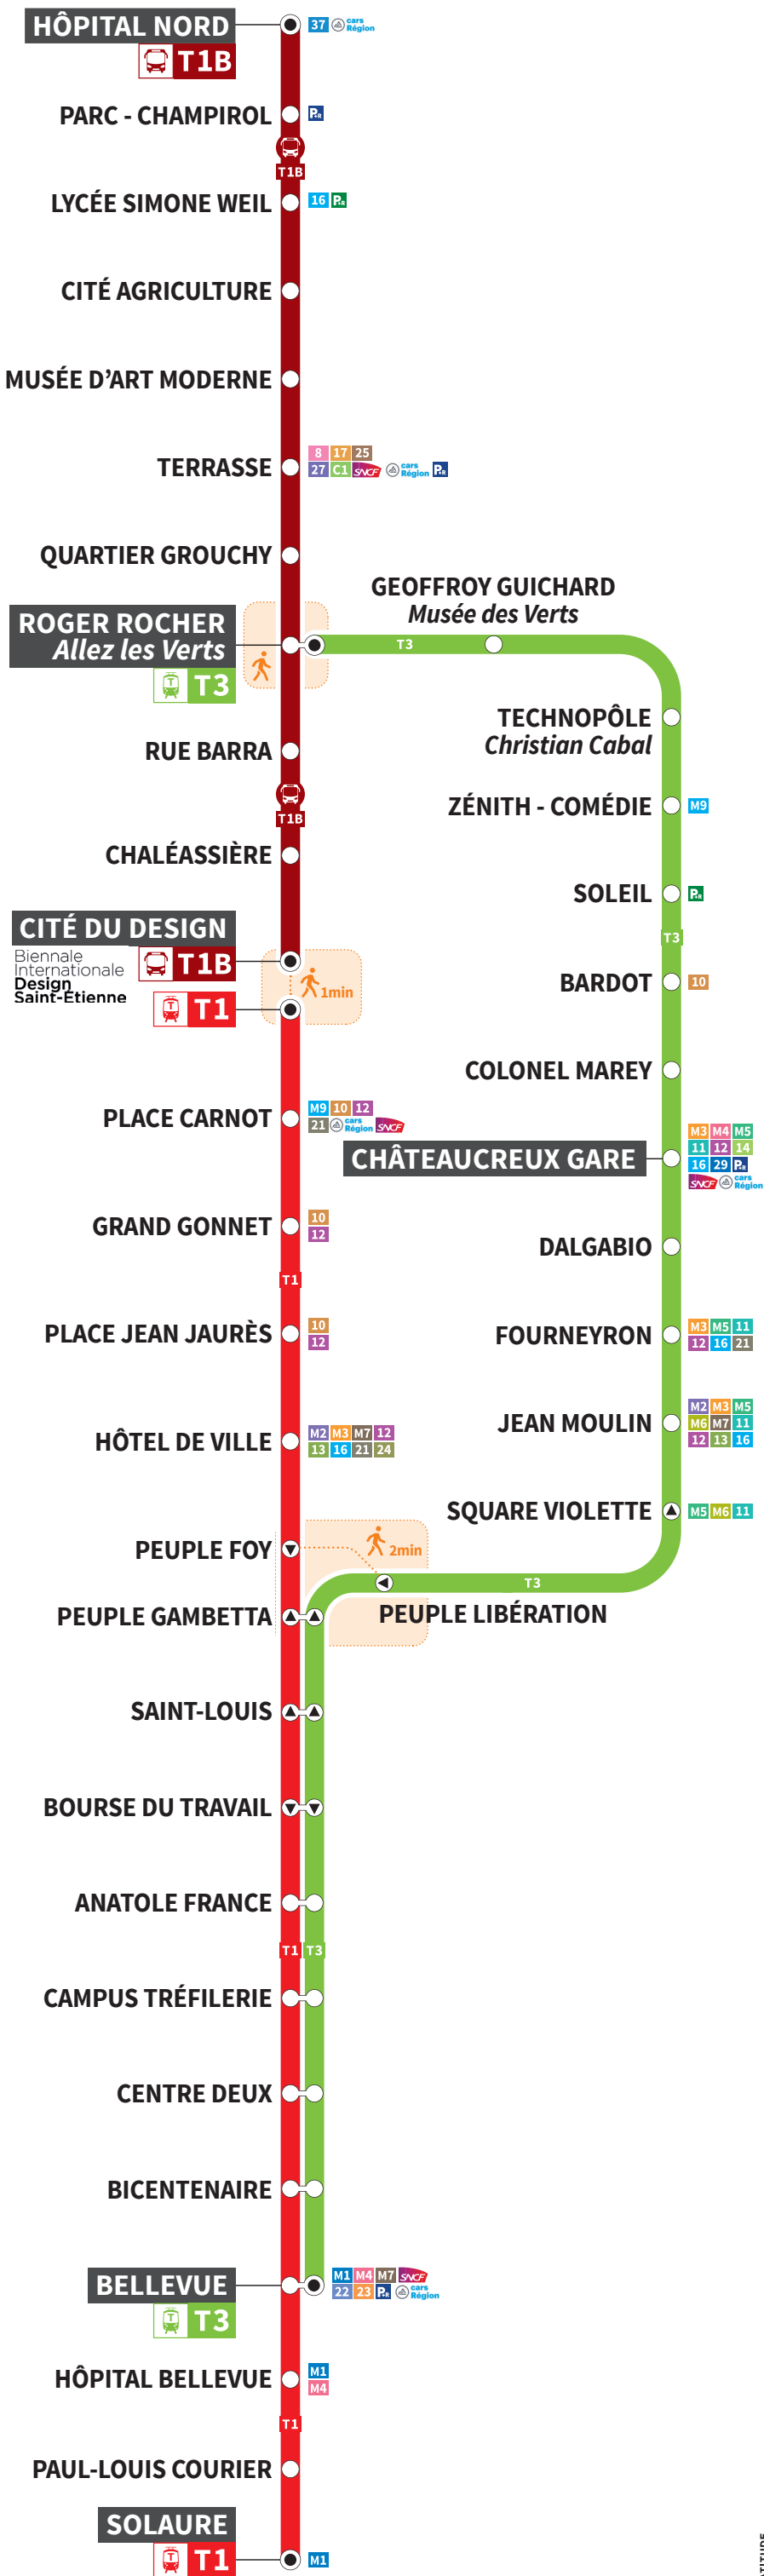 HÔPITAL NORD
37 cars Région
T1B
PARC - CHAMPIROL
P+R
T1B
LYCÉE SIMONE WEIL
16 P+R
CITÉ AGRICULTURE
MUSÉE D'ART MODERNE
8 17 25
TERRASSE
27 C1 SNCF cars Région P+R
QUARTIER GROUCHY
GEOFFROY GUICHARD
Musée des Verts
ROGER ROCHER
Allez les Verts
T3
T3
TECHNOPÔLE
Christian Cabal
RUE BARRA
T1B
ZÉNITH - COMÉDIE
M9
CHALÉASSIÈRE
SOLEIL
P+R
CITÉ DU DESIGN
T3
Biennale
Internationale
Design
Saint-Étienne
T1B
1min
T1
BARDOT
10
COLONEL MAREY
PLACE CARNOT
M9 10 12
21 cars Région SNCF
CHÂTEAUCREUX GARE
M3 M4 M5
11 12 14
16 29 P+R
SNCF cars Région
GRAND GONNET
10
12
DALGABIO
T1
PLACE JEAN JAURÈS
10
12
FOURNEYRON
M3 M5 11
12 16 21
HÔTEL DE VILLE
M2 M3 M7 12
13 16 21 24
JEAN MOULIN
M2 M3 M5
M6 M7 11
12 13 16
SQUARE VIOLETTE
M5 M6 11
PEUPLE FOY
2min
T3
PEUPLE GAMBETTA
PEUPLE LIBÉRATION
SAINT-LOUIS
BOURSE DU TRAVAIL
ANATOLE FRANCE
T1 T3
CAMPUS TRÉFILERIE
CENTRE DEUX
BICENTENAIRE
BELLEVUE
M1 M4 M7 SNCF
22 23 P+R cars Région
T3
HÔPITAL BELLEVUE
M1
M4
T1
PAUL-LOUIS COURIER
SOLAURE
T1
M1